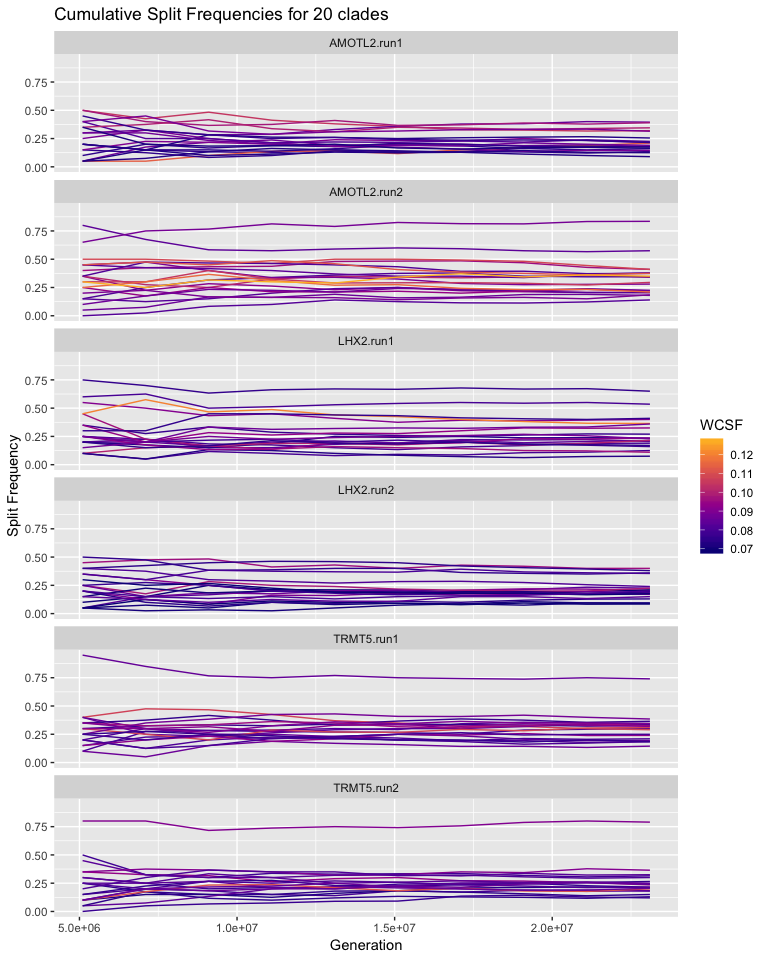 Cumulative Split Frequencies for 20 clades
AMOTL2.run1
0.75
0.50
0.25
0.00
AMOTL2.run2
0.75
0.50
0.25
0.00
LHX2.run1
0.75
0.50
0.25
0.00
LHX2.run2
0.75
0.50
0.25
0.00
TRMT5.run1
0.75
0.50
0.25
0.00
TRMT5.run2
0.75
0.50
0.25
0.00
5.0e+06 1.0e+07 1.5e+07 2.0e+07
Generation
Split Frequency
WCSF
0.12
0.11
0.10
0.09
0.08
0.07